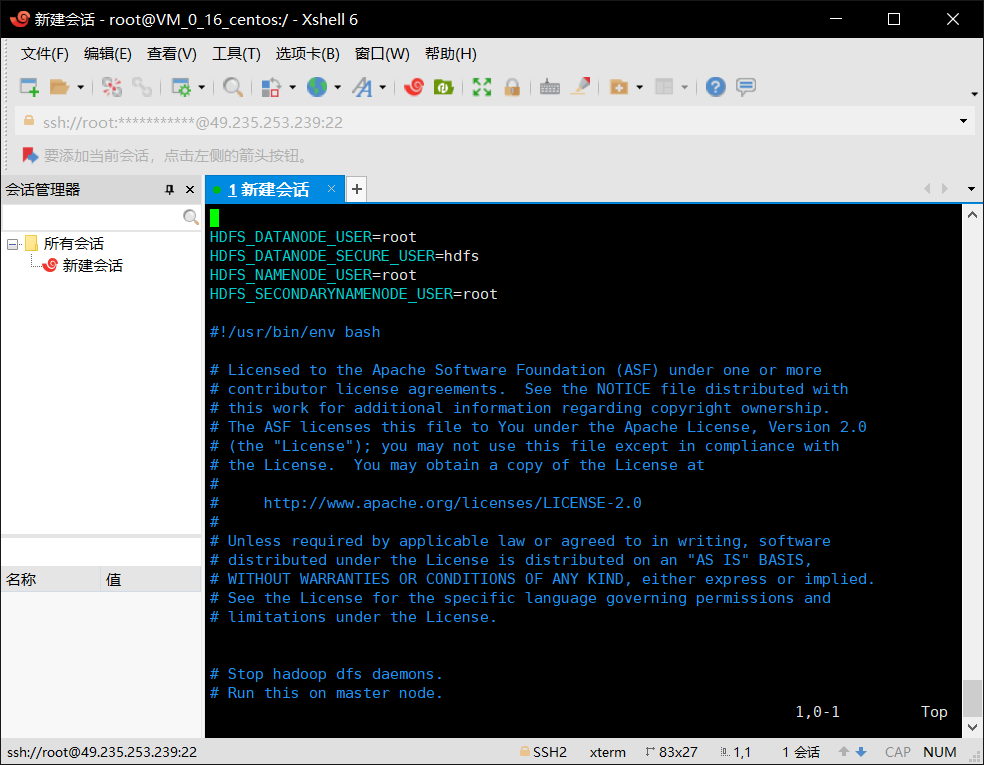 新建会话 - root@VM_0_16_centos:/ - Xshell 6
文件(F) 编辑(E) 查看(V) 工具(T) 选项卡(B) 窗口(W) 帮助(H)
ssh://root:***********@49.235.253.239:22
要添加当前会话，点击左侧的箭头按钮。
会话管理器
1 新建会话
所有会话
新建会话
名称 值
HDFS_DATANODE_USER=root
HDFS_DATANODE_SECURE_USER=hdfs
HDFS_NAMENODE_USER=root
HDFS_SECONDARYNAMENODE_USER=root
#!/usr/bin/env bash
# Licensed to the Apache Software Foundation (ASF) under one or more
# contributor license agreements.  See the NOTICE file distributed with
# this work for additional information regarding copyright ownership.
# The ASF licenses this file to You under the Apache License, Version 2.0
# (the "License"); you may not use this file except in compliance with
# the License.  You may obtain a copy of the License at
#
#     http://www.apache.org/licenses/LICENSE-2.0
#
# Unless required by applicable law or agreed to in writing, software
# distributed under the License is distributed on an "AS IS" BASIS,
# WITHOUT WARRANTIES OR CONDITIONS OF ANY KIND, either express or implied.
# See the License for the specific language governing permissions and
# limitations under the License.
# Stop hadoop dfs daemons.
# Run this on master node.
1,0-1 Top
ssh://root@49.235.253.239:22 SSH2 xterm 83x27 1,1 1 会话 CAP NUM